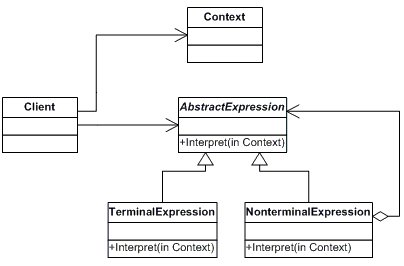 Context
Client
AbstractExpression
+Interpret(in Context)
TerminalExpression
NonterminalExpression
+Interpret(in Context)
+Interpret(in Context)